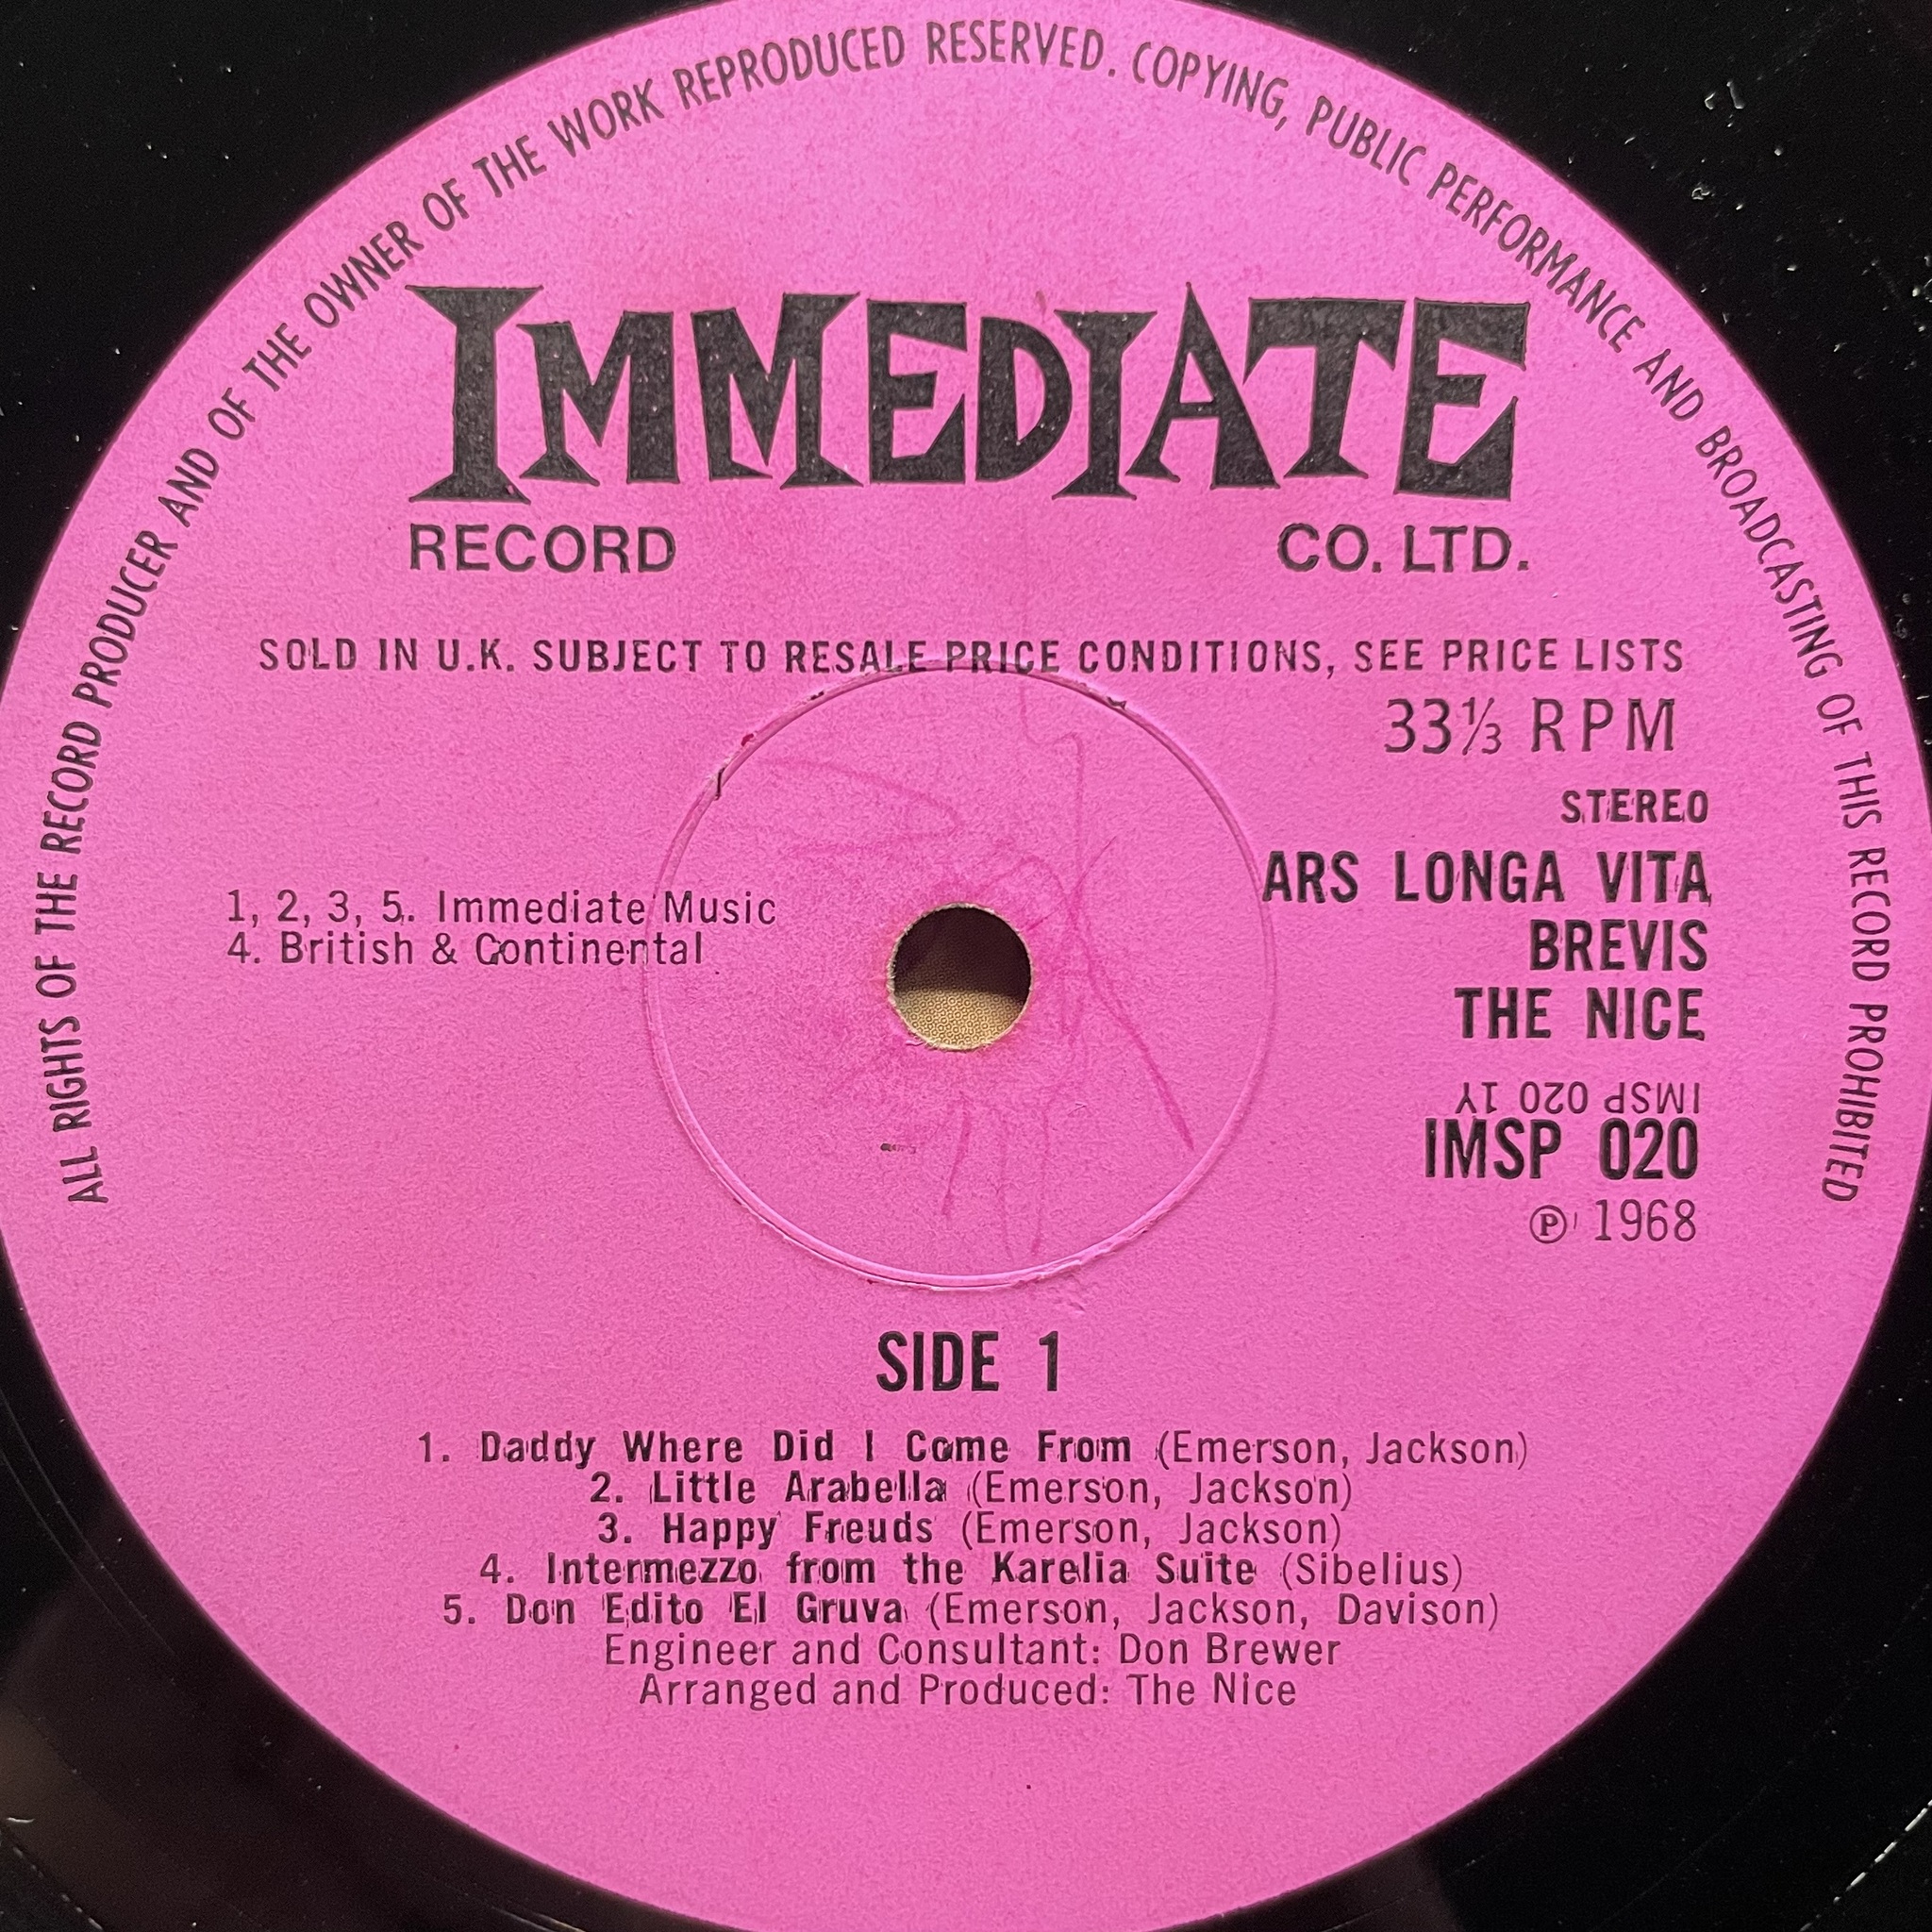 ALL RIGHTS OF THE RECORD PRODUCER AND OF THE OWNER OF THE WORK REPRODUCED RESERVED. COPYING, PUBLIC PERFORMANCE AND BROADCASTING OF THIS RECORD PROHIBITED
IMMEDIATE
RECORD CO. LTD.
SOLD IN U.K. SUBJECT TO RESALE PRICE CONDITIONS, SEE PRICE LISTS
33⅓ RPM
STEREO
ARS LONGA VITA
BREVIS
THE NICE
IMSP 020 1Y
IMSP 020
℗ 1968
1, 2, 3, 5. Immediate Music
4. British & Continental
SIDE 1
1. Daddy Where Did I Come From (Emerson, Jackson)
2. Little Arabella (Emerson, Jackson)
3. Happy Freuds (Emerson, Jackson)
4. Intermezzo from the Karelia Suite (Sibelius)
5. Don Edito El Gruva (Emerson, Jackson, Davison)
Engineer and Consultant: Don Brewer
Arranged and Produced: The Nice